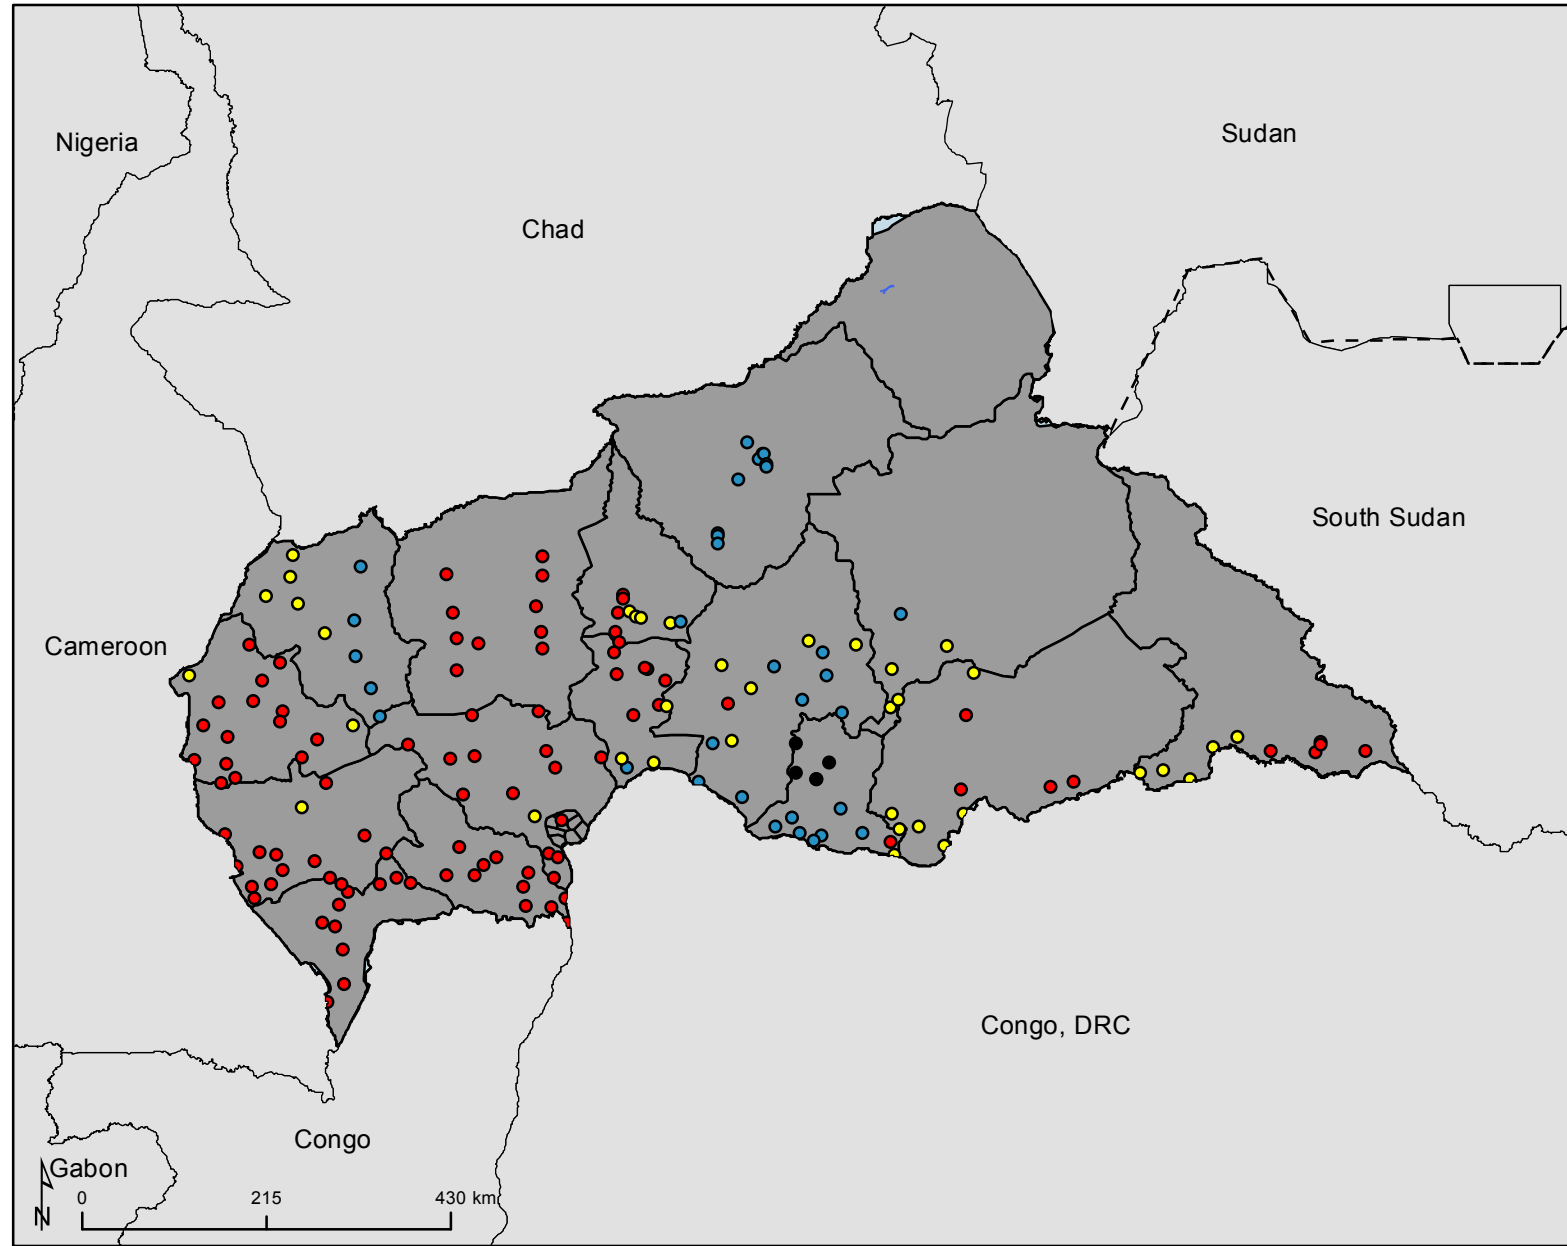 Nigeria
Sudan
Chad
South Sudan
Cameroon
Congo, DRC
Congo
Gabon
0 215 430 km
N